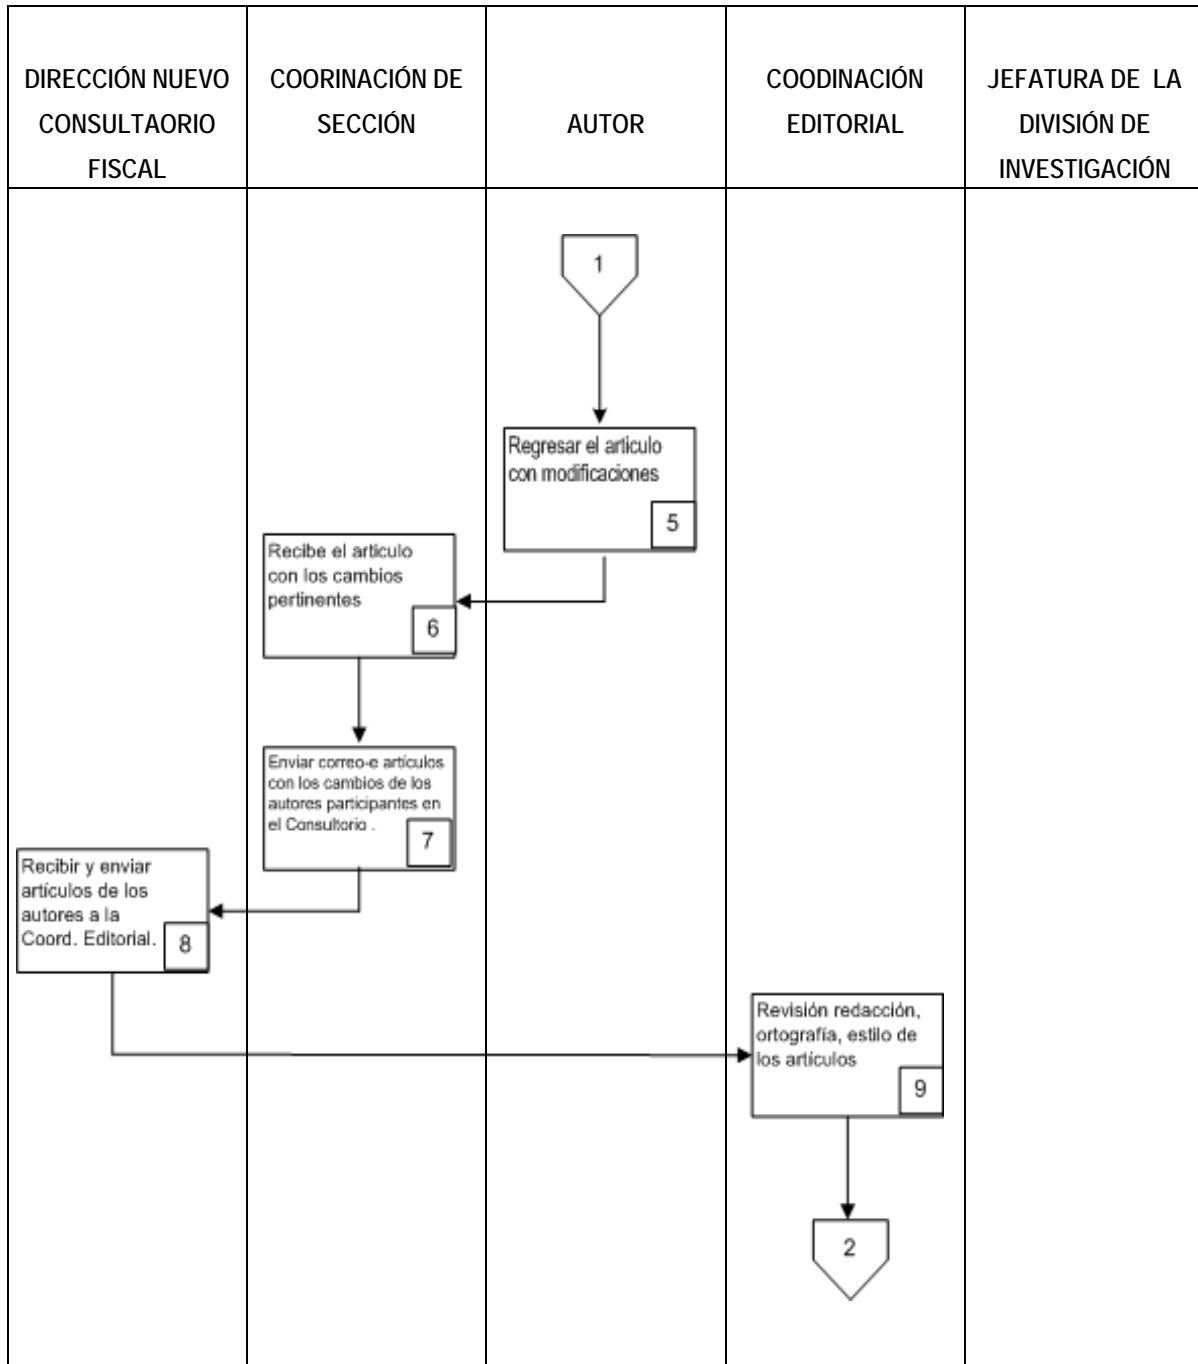 DIRECCIÓN NUEVO
CONSULTAORIO
FISCAL
COORINACIÓN DE
SECCIÓN
AUTOR
COODINACIÓN
EDITORIAL
JEFATURA DE LA
DIVISIÓN DE
INVESTIGACIÓN
1
Regresar el articulo
con modificaciones
5
Recibe el articulo
con los cambios
pertinentes
6
Enviar correo-e artículos
con los cambios de los
autores participantes en
el Consultorio .
7
Recibir y enviar
artículos de los
autores a la
Coord. Editorial.
8
Revisión redacción,
ortografía, estilo de
los artículos
9
2